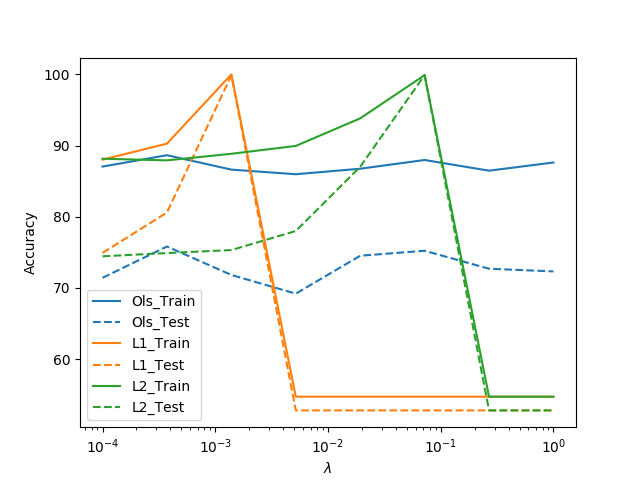 100
90
80
70
60
Accuracy
Ols_Train
Ols_Test
L1_Train
L1_Test
L2_Train
L2_Test
10⁻⁴
10⁻³
10⁻²
10⁻¹
10⁰
λ